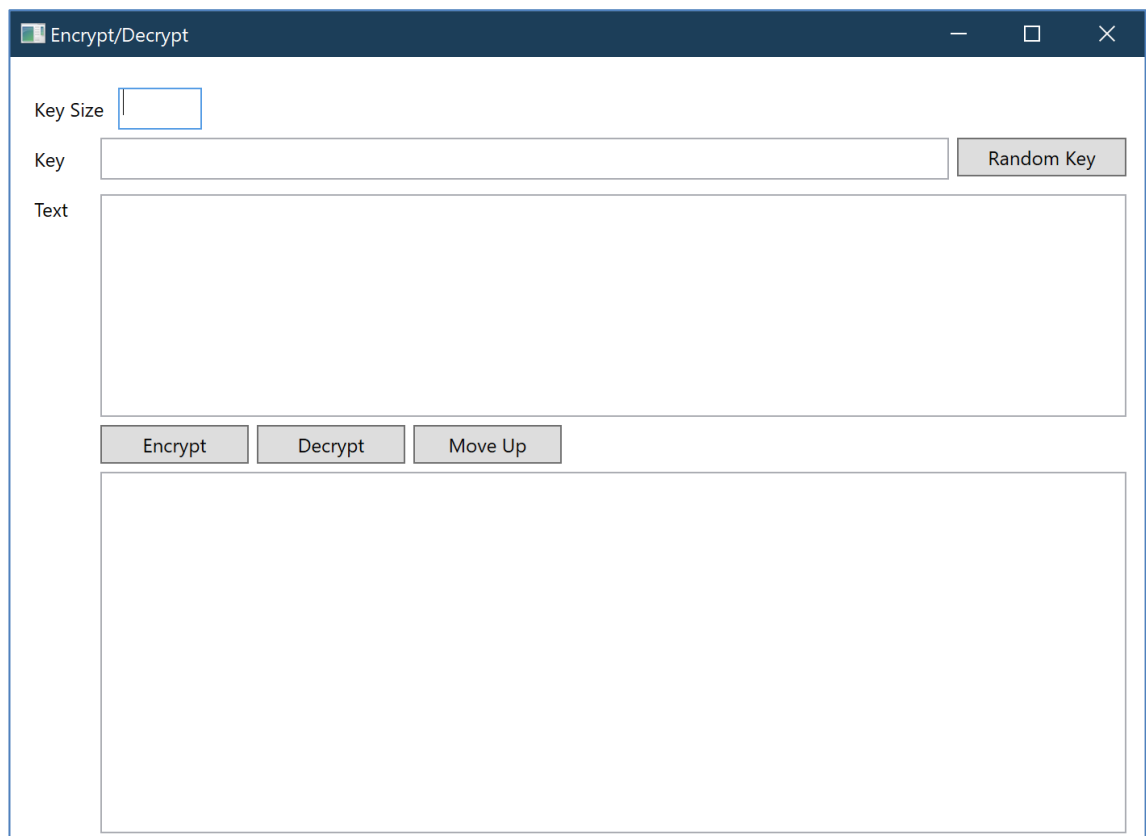 Encrypt/Decrypt
Key Size
Key
Random Key
Text
Encrypt
Decrypt
Move Up